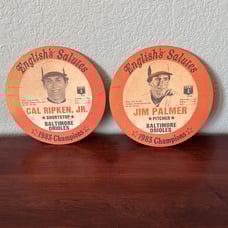 English's Salutes
CAL RIPKEN, JR.
★ SHORTSTOP ★
BALTIMORE
ORIOLES
★ 1983 Champions ★
English's Salutes
JIM PALMER
★ PITCHER ★
BALTIMORE
ORIOLES
★ 1983 Champions ★